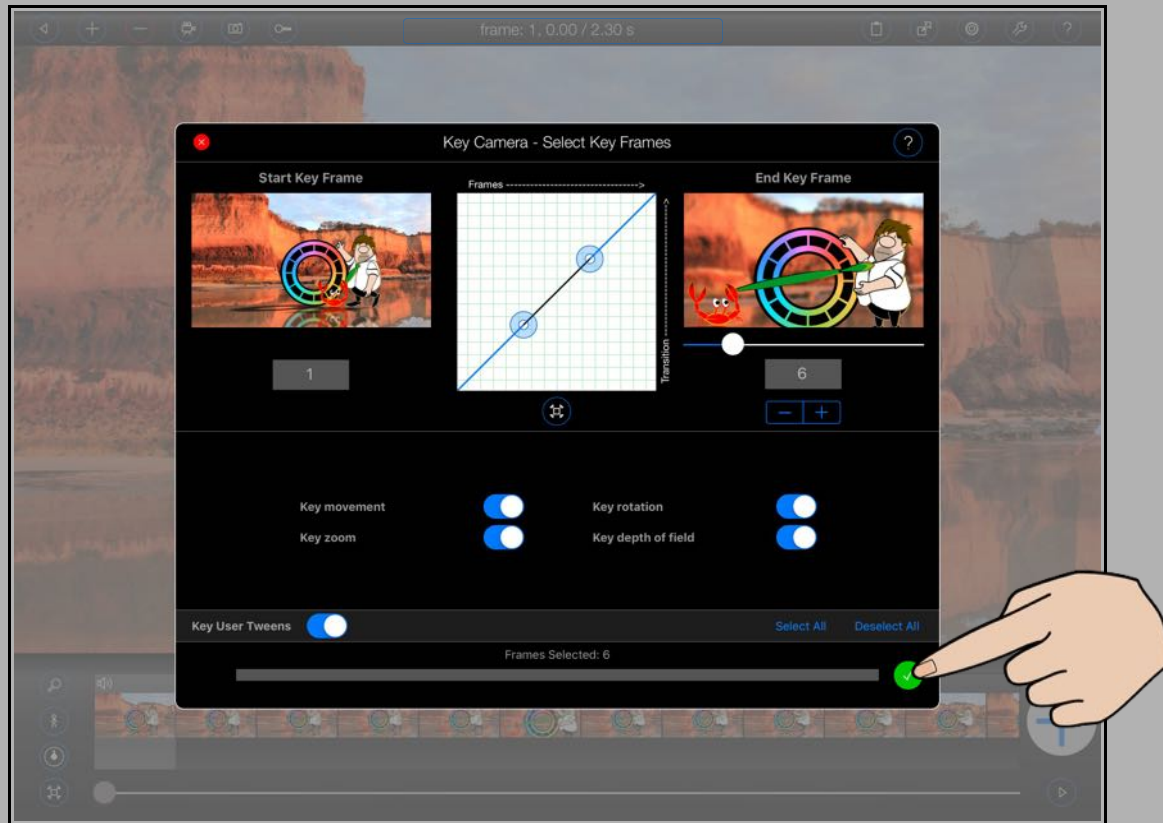 frame: 1, 0.00 / 2.30 s
?
Key Camera - Select Key Frames
?
Start Key Frame
Frames ---------------------------------->
End Key Frame
Transition ---------------------------------->
1
6
− +
Key movement
Key rotation
Key zoom
Key depth of field
Key User Tweens
Select All
Deselect All
Frames Selected: 6